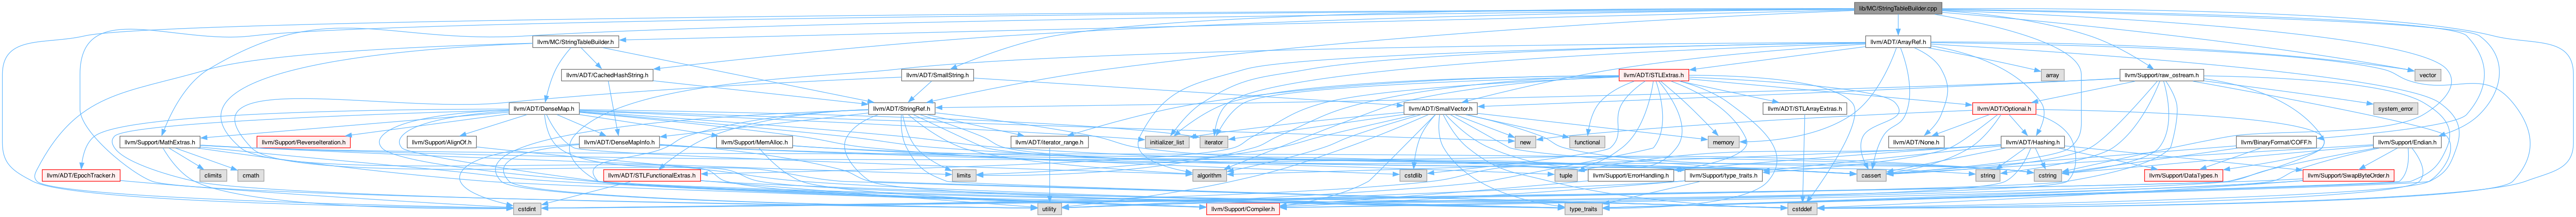 lib/MC/StringTableBuilder.cpp
llvm/MC/StringTableBuilder.h
llvm/ADT/ArrayRef.h
llvm/ADT/CachedHashString.h
llvm/ADT/SmallString.h
llvm/ADT/STLExtras.h
array
llvm/Support/raw_ostream.h
vector
llvm/ADT/DenseMap.h
llvm/ADT/StringRef.h
llvm/ADT/SmallVector.h
llvm/ADT/STLArrayExtras.h
llvm/ADT/Optional.h
system_error
llvm/Support/MathExtras.h
llvm/Support/ReverseIteration.h
llvm/Support/AlignOf.h
llvm/ADT/DenseMapInfo.h
llvm/Support/MemAlloc.h
llvm/ADT/iterator_range.h
initializer_list
iterator
new
functional
memory
llvm/ADT/None.h
llvm/ADT/Hashing.h
llvm/BinaryFormat/COFF.h
llvm/Support/Endian.h
llvm/ADT/EpochTracker.h
climits
cmath
llvm/ADT/STLFunctionalExtras.h
limits
algorithm
cstdlib
tuple
llvm/Support/ErrorHandling.h
llvm/Support/type_traits.h
cassert
string
cstring
llvm/Support/DataTypes.h
llvm/Support/SwapByteOrder.h
cstdint
utility
llvm/Support/Compiler.h
type_traits
cstddef